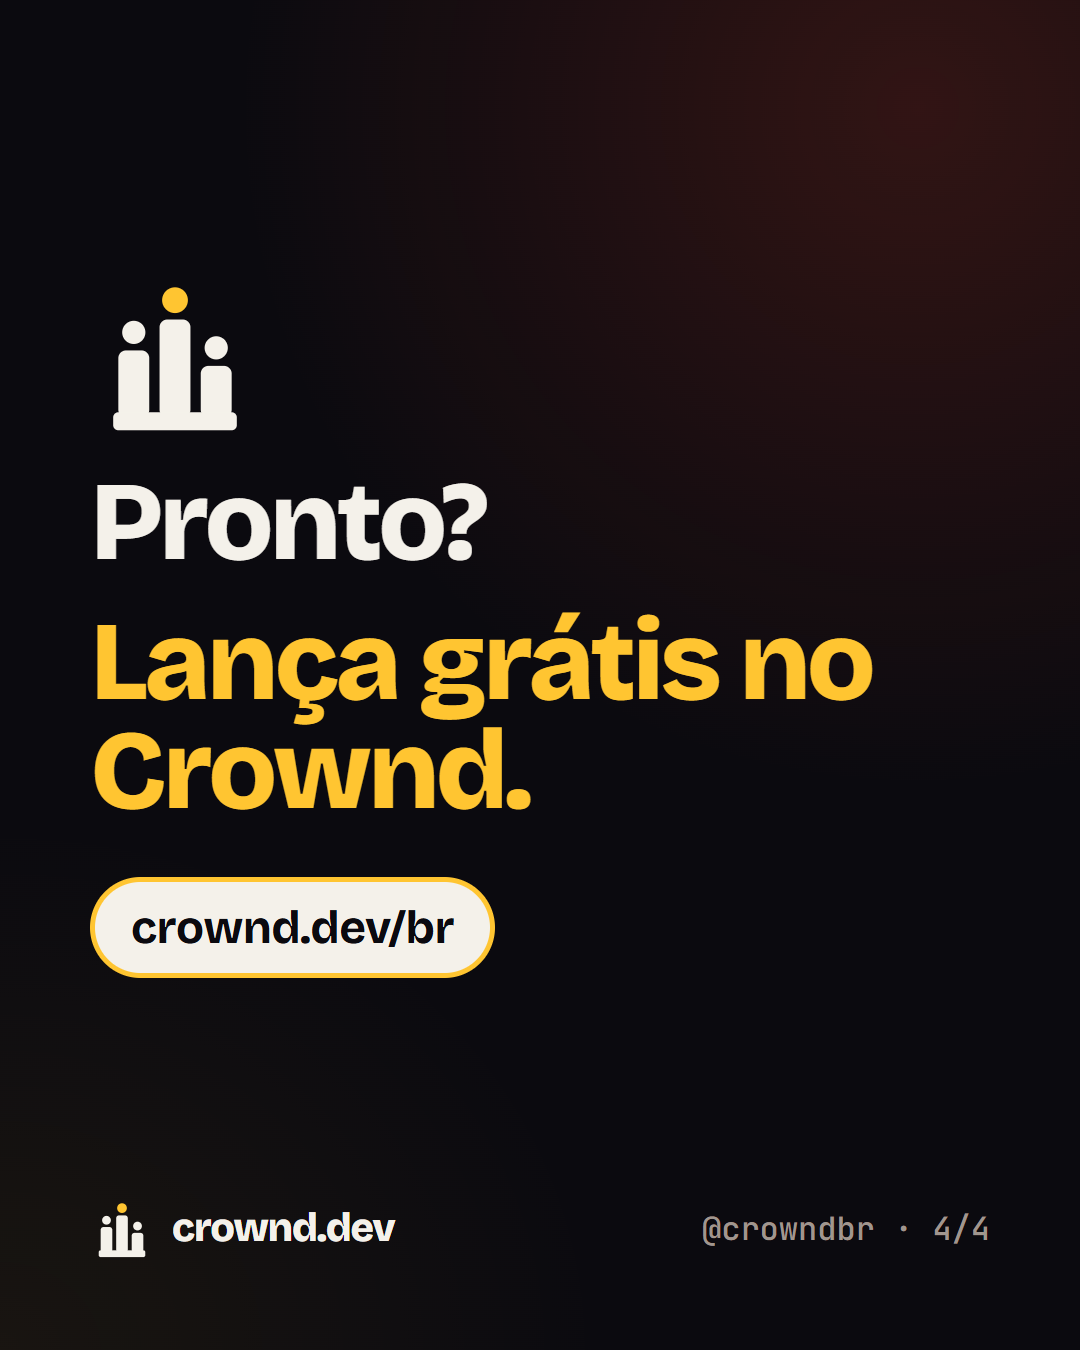 Pronto?
Lança grátis no
Crownd.
crownd.dev/br
crownd.dev
@crowndbr · 4/4